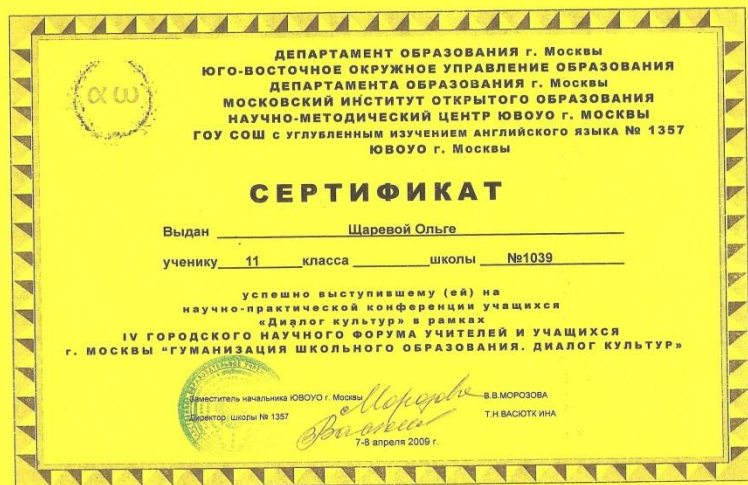 αω
ДЕПАРТАМЕНТ ОБРАЗОВАНИЯ г. Москвы
ЮГО-ВОСТОЧНОЕ ОКРУЖНОЕ УПРАВЛЕНИЕ ОБРАЗОВАНИЯ
ДЕПАРТАМЕНТА ОБРАЗОВАНИЯ г. Москвы
МОСКОВСКИЙ ИНСТИТУТ ОТКРЫТОГО ОБРАЗОВАНИЯ
НАУЧНО-МЕТОДИЧЕСКИЙ ЦЕНТР ЮВОУО г. МОСКВЫ
ГОУ СОШ С УГЛУБЛЕННЫМ ИЗУЧЕНИЕМ АНГЛИЙСКОГО ЯЗЫКА № 1357
ЮВОУО г. Москвы
СЕРТИФИКАТ
Выдан Щаревой Ольге
ученику 11 класса школы №1039
успешно выступившему (ей) на
научно-практической конференции учащихся
«Диалог культур» в рамках
IV ГОРОДСКОГО НАУЧНОГО ФОРУМА УЧИТЕЛЕЙ И УЧАЩИХСЯ
г. МОСКВЫ "ГУМАНИЗАЦИЯ ШКОЛЬНОГО ОБРАЗОВАНИЯ. ДИАЛОГ КУЛЬТУР»
Заместитель начальника ЮВОУО г. Москвы В.В.МОРОЗОВА
Директор школы № 1357 Т.Н.ВАСЮТК ИНА
7-8 апреля 2009 г.